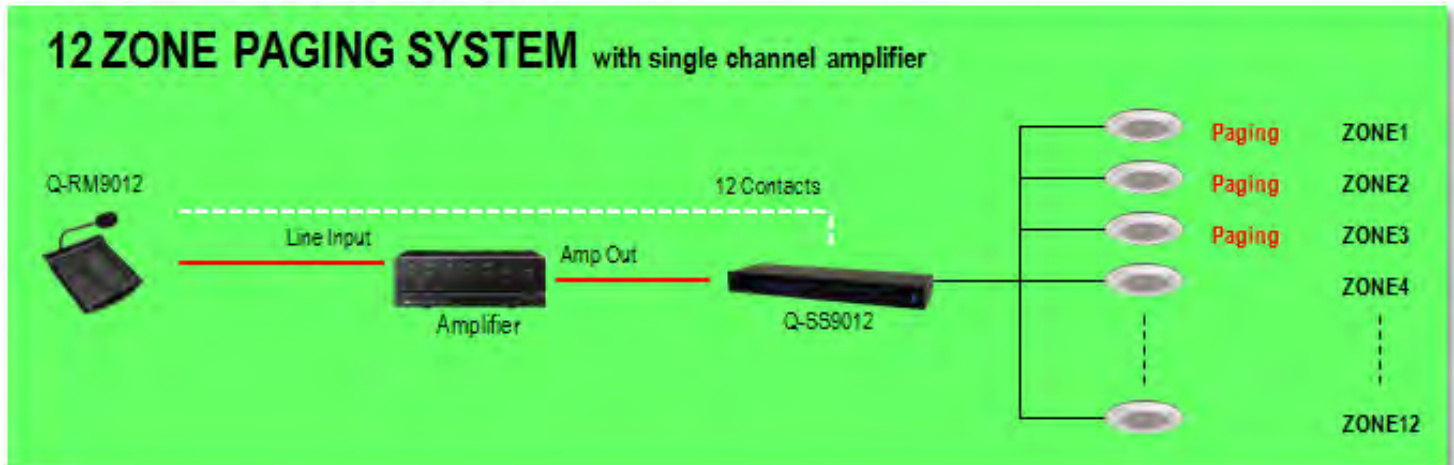 12 ZONE PAGING SYSTEM with single channel amplifier
Paging ZONE1
Q-RM9012
12 Contacts
Paging ZONE2
Line Input
Paging ZONE3
Amp Out
ZONE4
Amplifier
Q-SS9012
ZONE12